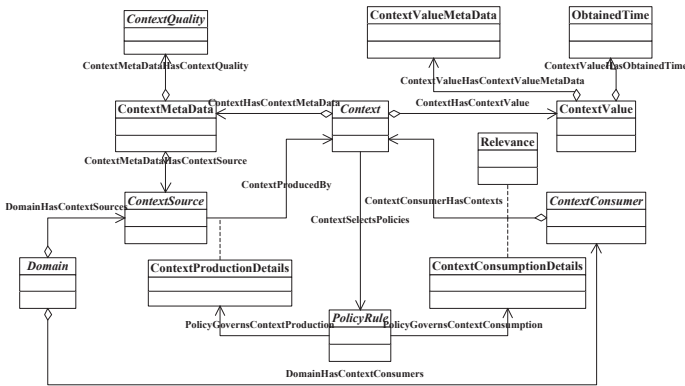 ContextQuality
ContextValueMetaData
ObtainedTime
ContextMetaDataHasContextQuality
ContextValueHasObtainedTime
ContextValueHasContextValueMetaData
ContextMetaData
ContextHasContextMetaData
Context
ContextHasContextValue
ContextValue
Relevance
ContextMetaDataHasContextSource
ContextProducedBy
ContextSource
ContextConsumerHasContexts
ContextConsumer
DomainHasContextSources
ContextSelectsPolicies
Domain
ContextProductionDetails
ContextConsumptionDetails
PolicyRule
PolicyGovernsContextProduction
PolicyGovernsContextConsumption
DomainHasContextConsumers